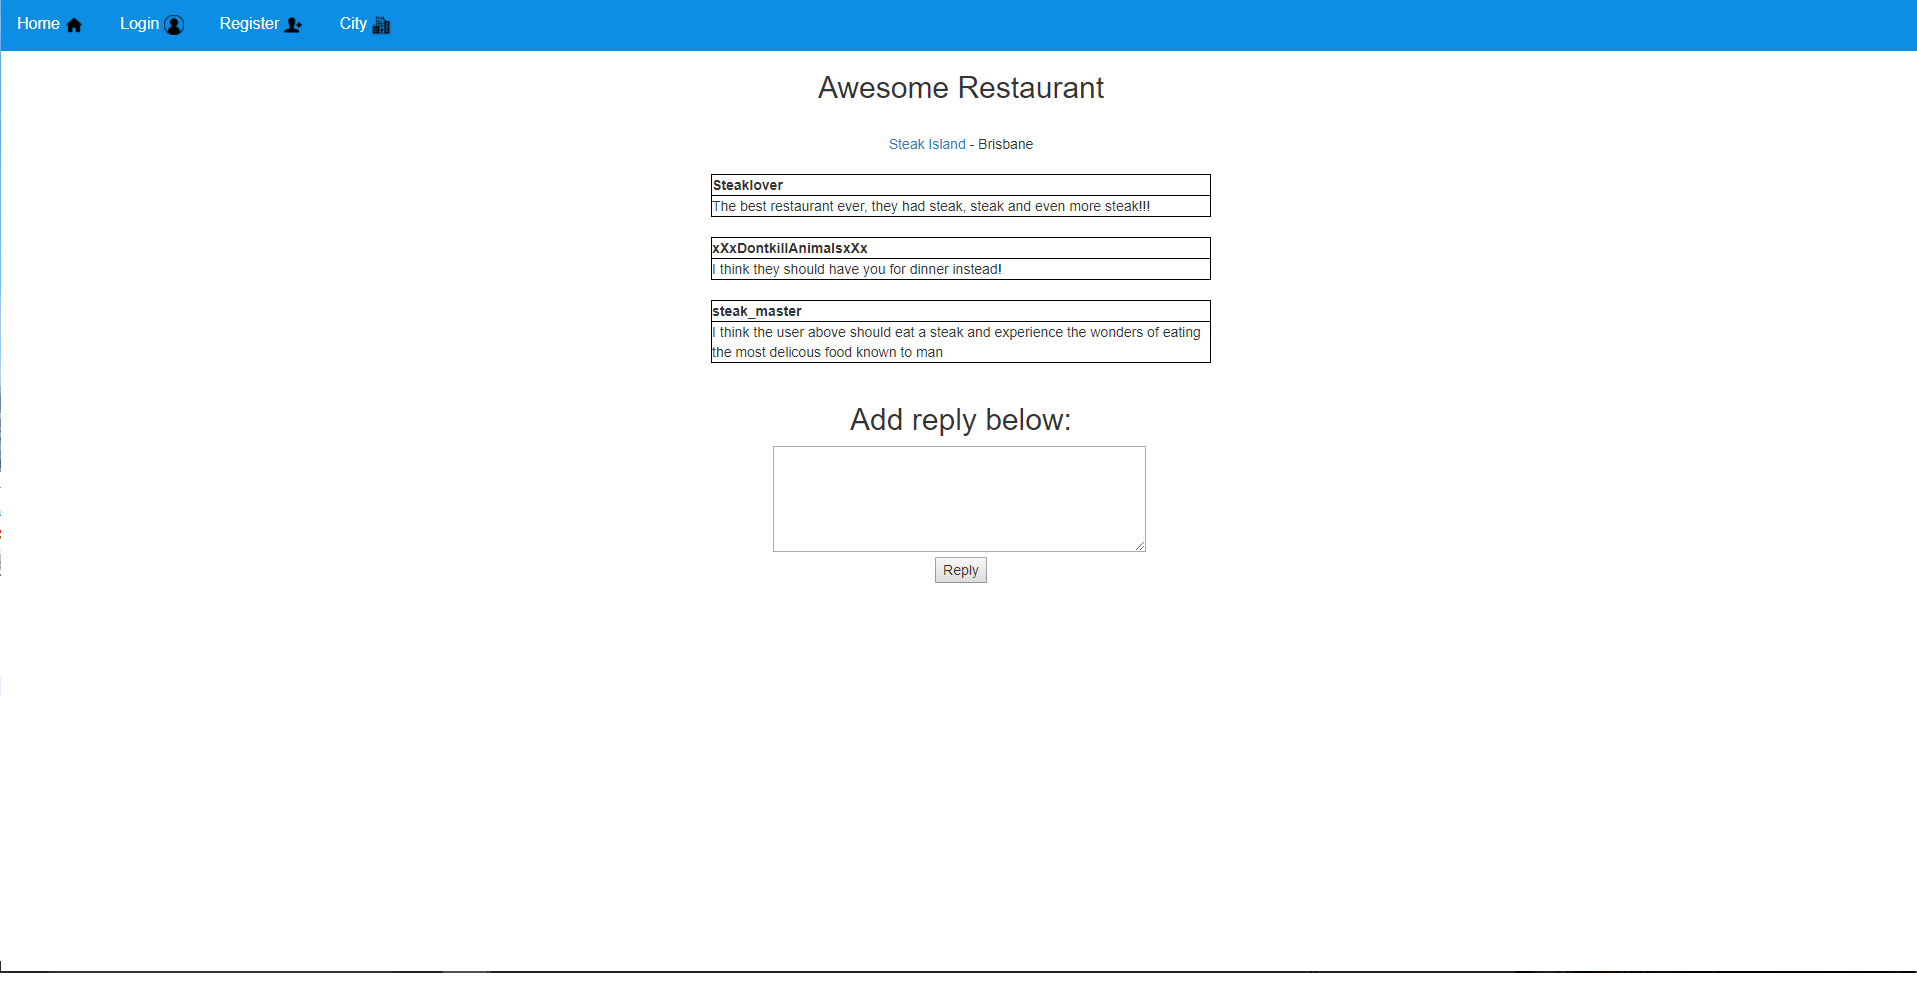 Home Login Register City
Awesome Restaurant
Steak Island - Brisbane
Steaklover
The best restaurant ever, they had steak, steak and even more steak!!!
xXxDontkillAnimalsxXx
I think they should have you for dinner instead!
steak_master
I think the user above should eat a steak and experience the wonders of eating
the most delicous food known to man
Add reply below:
Reply